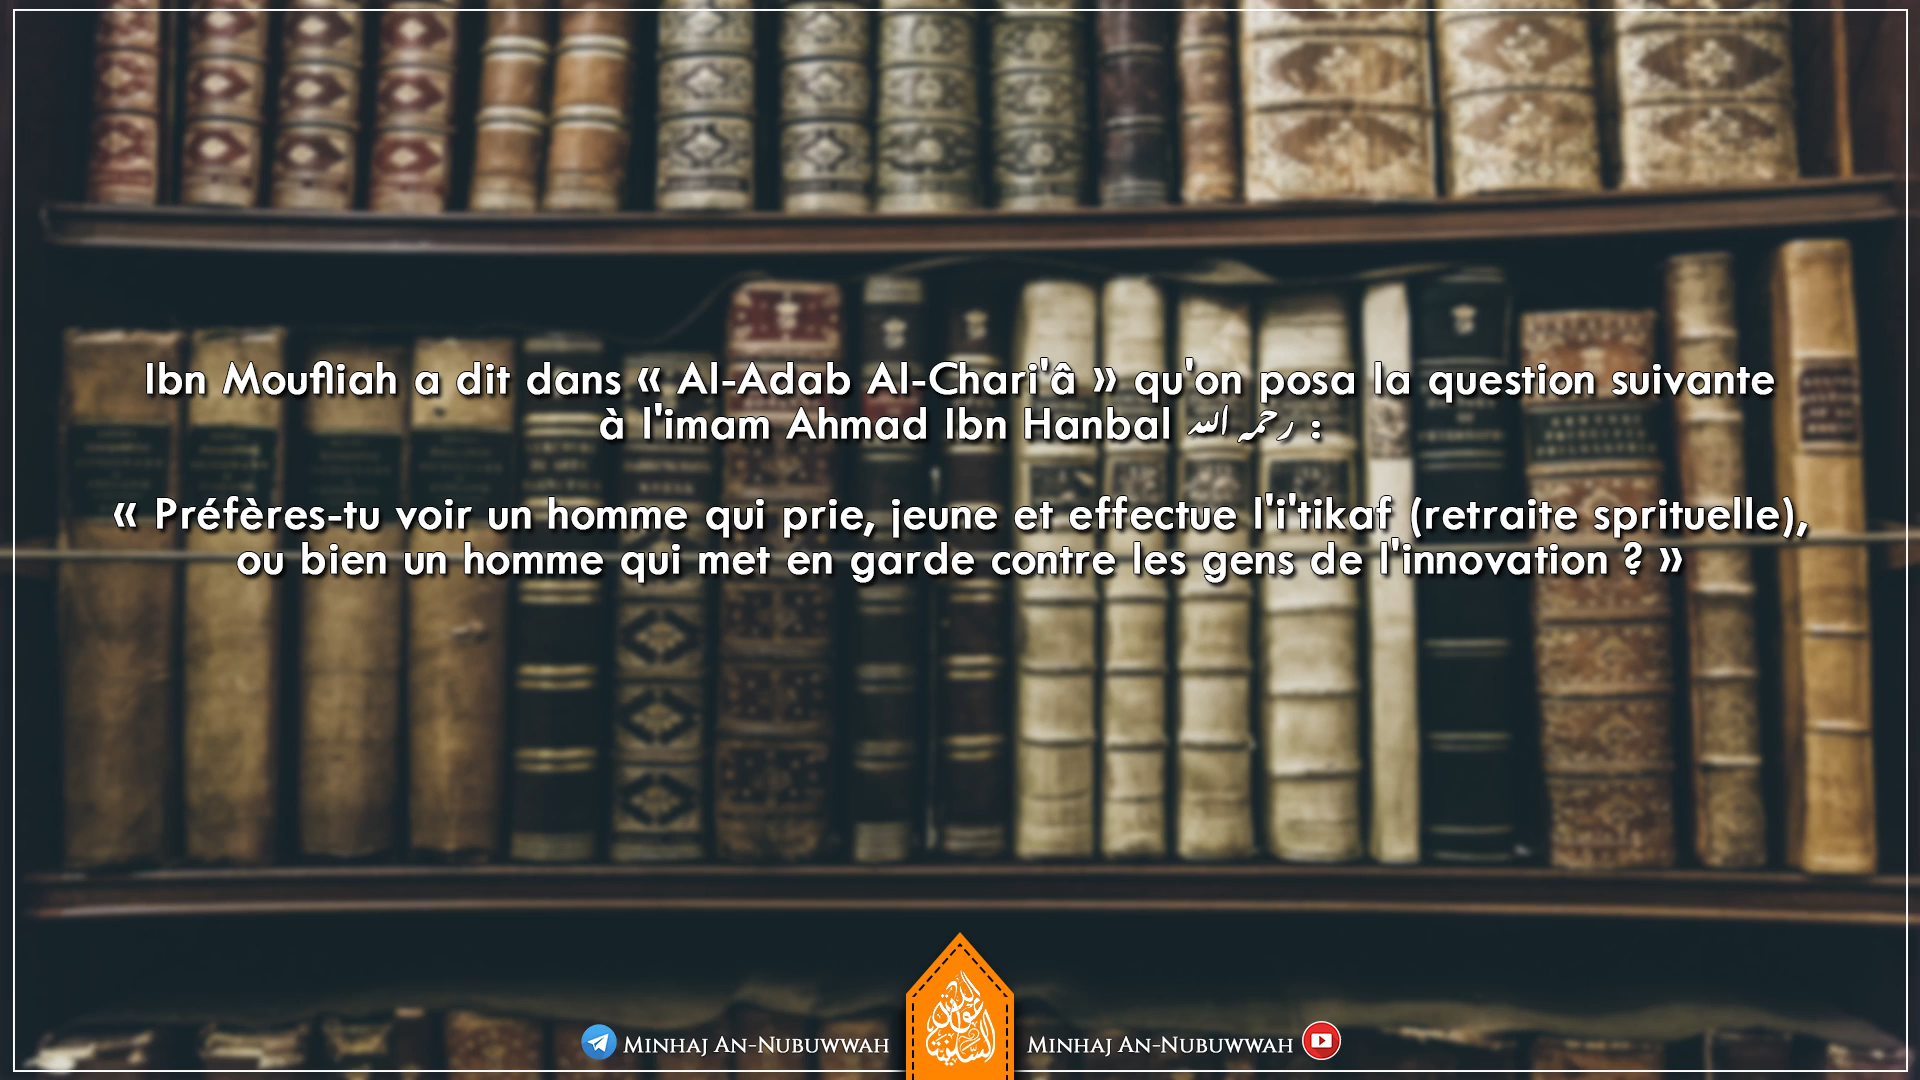 Ibn Moufliah a dit dans « Al-Adab Al-Chari'â » qu'on posa la question suivante
à l'imam Ahmad Ibn Hanbal رحمه الله :
« Préfères-tu voir un homme qui prie, jeune et effectue l'i'tikaf (retraite sprituelle),
ou bien un homme qui met en garde contre les gens de l'innovation ? »
Minhaj An-Nubuwwah
Minhaj An-Nubuwwah